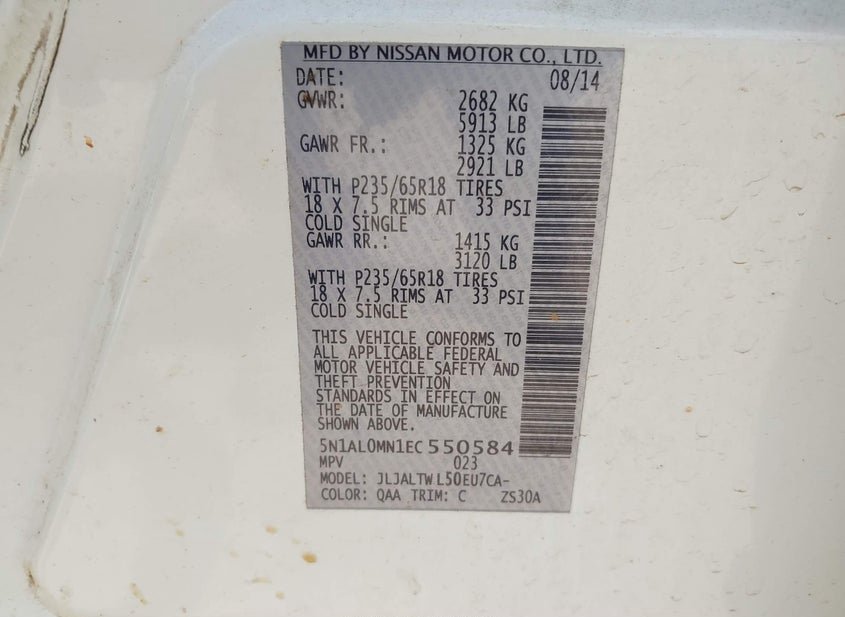 MFD BY NISSAN MOTOR CO., LTD.
DATE: 08/14
GVWR: 2682 KG
5913 LB
GAWR FR.: 1325 KG
2921 LB
WITH P235/65R18 TIRES
18 X 7.5 RIMS AT 33 PSI
COLD SINGLE
GAWR RR.: 1415 KG
3120 LB
WITH P235/65R18 TIRES
18 X 7.5 RIMS AT 33 PSI
COLD SINGLE
THIS VEHICLE CONFORMS TO
ALL APPLICABLE FEDERAL
MOTOR VEHICLE SAFETY AND
THEFT PREVENTION
STANDARDS IN EFFECT ON
THE DATE OF MANUFACTURE
SHOWN ABOVE.
5N1AL0MN1EC550584
MPV 023
MODEL: JLJALTWL50EU7CA-
COLOR: QAA TRIM: C ZS30A